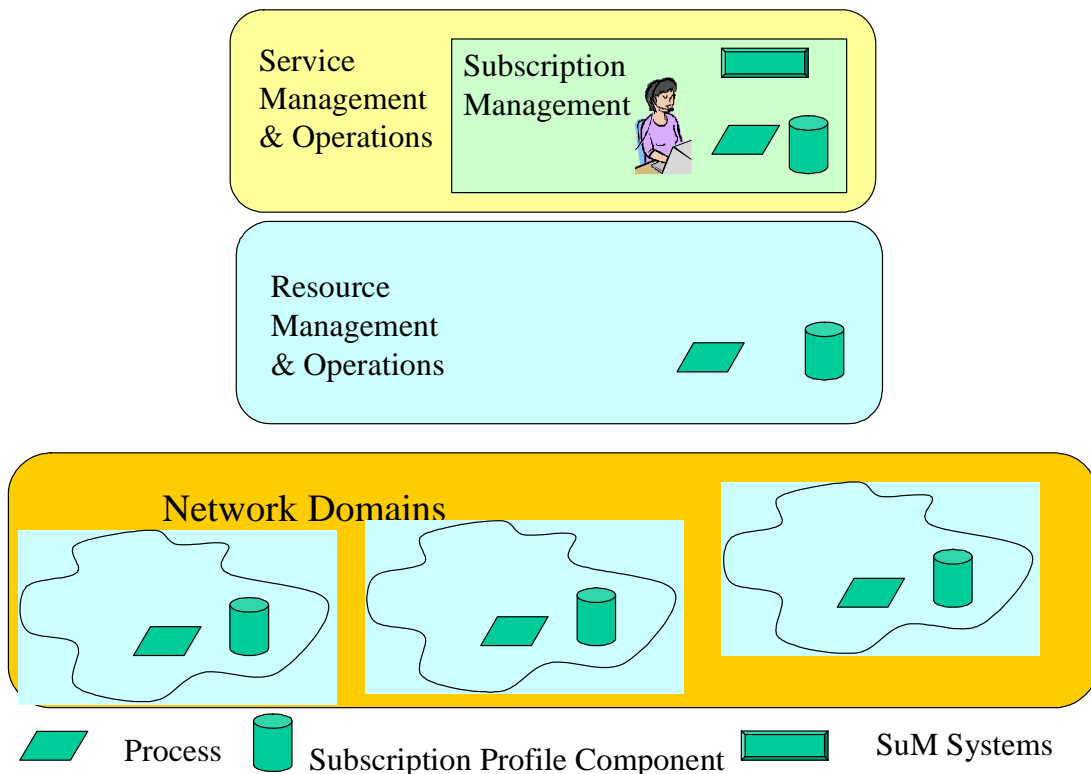 Service
Management
& Operations
Subscription
Management
Resource
Management
& Operations
Network Domains
Process
Subscription Profile Component
SuM Systems